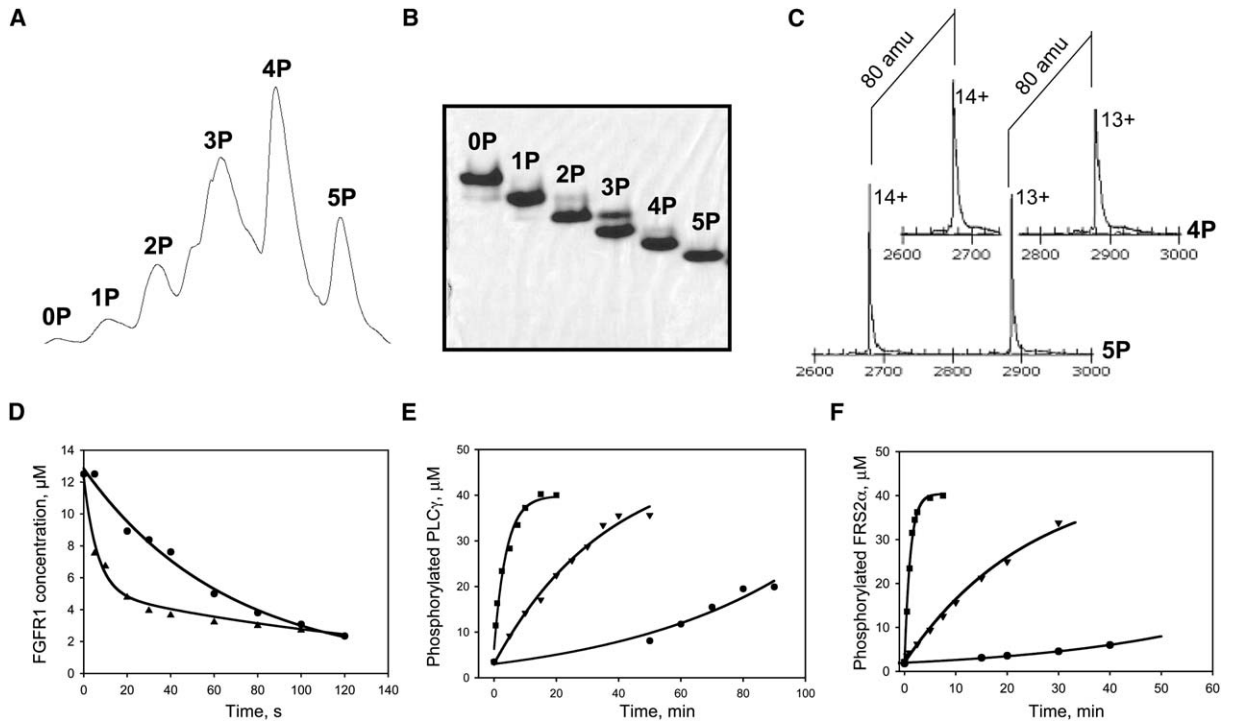 A
0P
1P
2P
3P
4P
5P
B
0P
1P
2P
3P
4P
5P
C
80 amu
80 amu
14+
13+
14+
13+
2600 2700 2800 2900 3000 4P
2600 2700 2800 2900 3000 5P
D
FGFR1 concentration, µM
14
12
10
8
6
4
2
0
0 20 40 60 80 100 120 140
Time, s
E
Phosphorylated PLCγ, µM
50
40
30
20
10
0
0 20 40 60 80 100
Time, min
F
Phosphorylated FRS2α, µM
50
40
30
20
10
0
0 10 20 30 40 50 60
Time, min